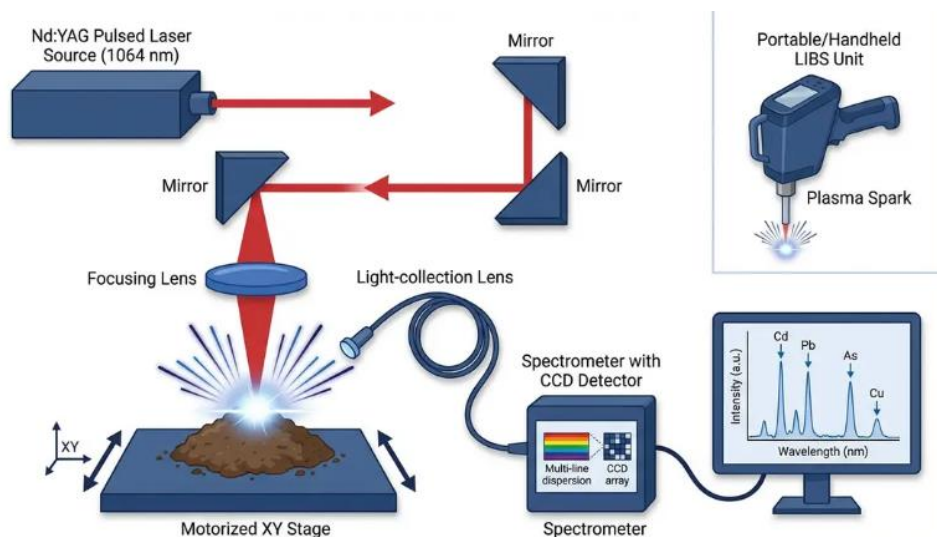 Nd:YAG Pulsed Laser
Source (1064 nm)
Mirror
Mirror
Mirror
Focusing Lens
Light-collection Lens
XY
Motorized XY Stage
Spectrometer with
CCD Detector
Multi-line
dispersion
CCD
array
Spectrometer
Portable/Handheld
LIBS Unit
Plasma Spark
Cd
Pb
As
Cu
Intensity (a.u.)
Wavelength (nm)